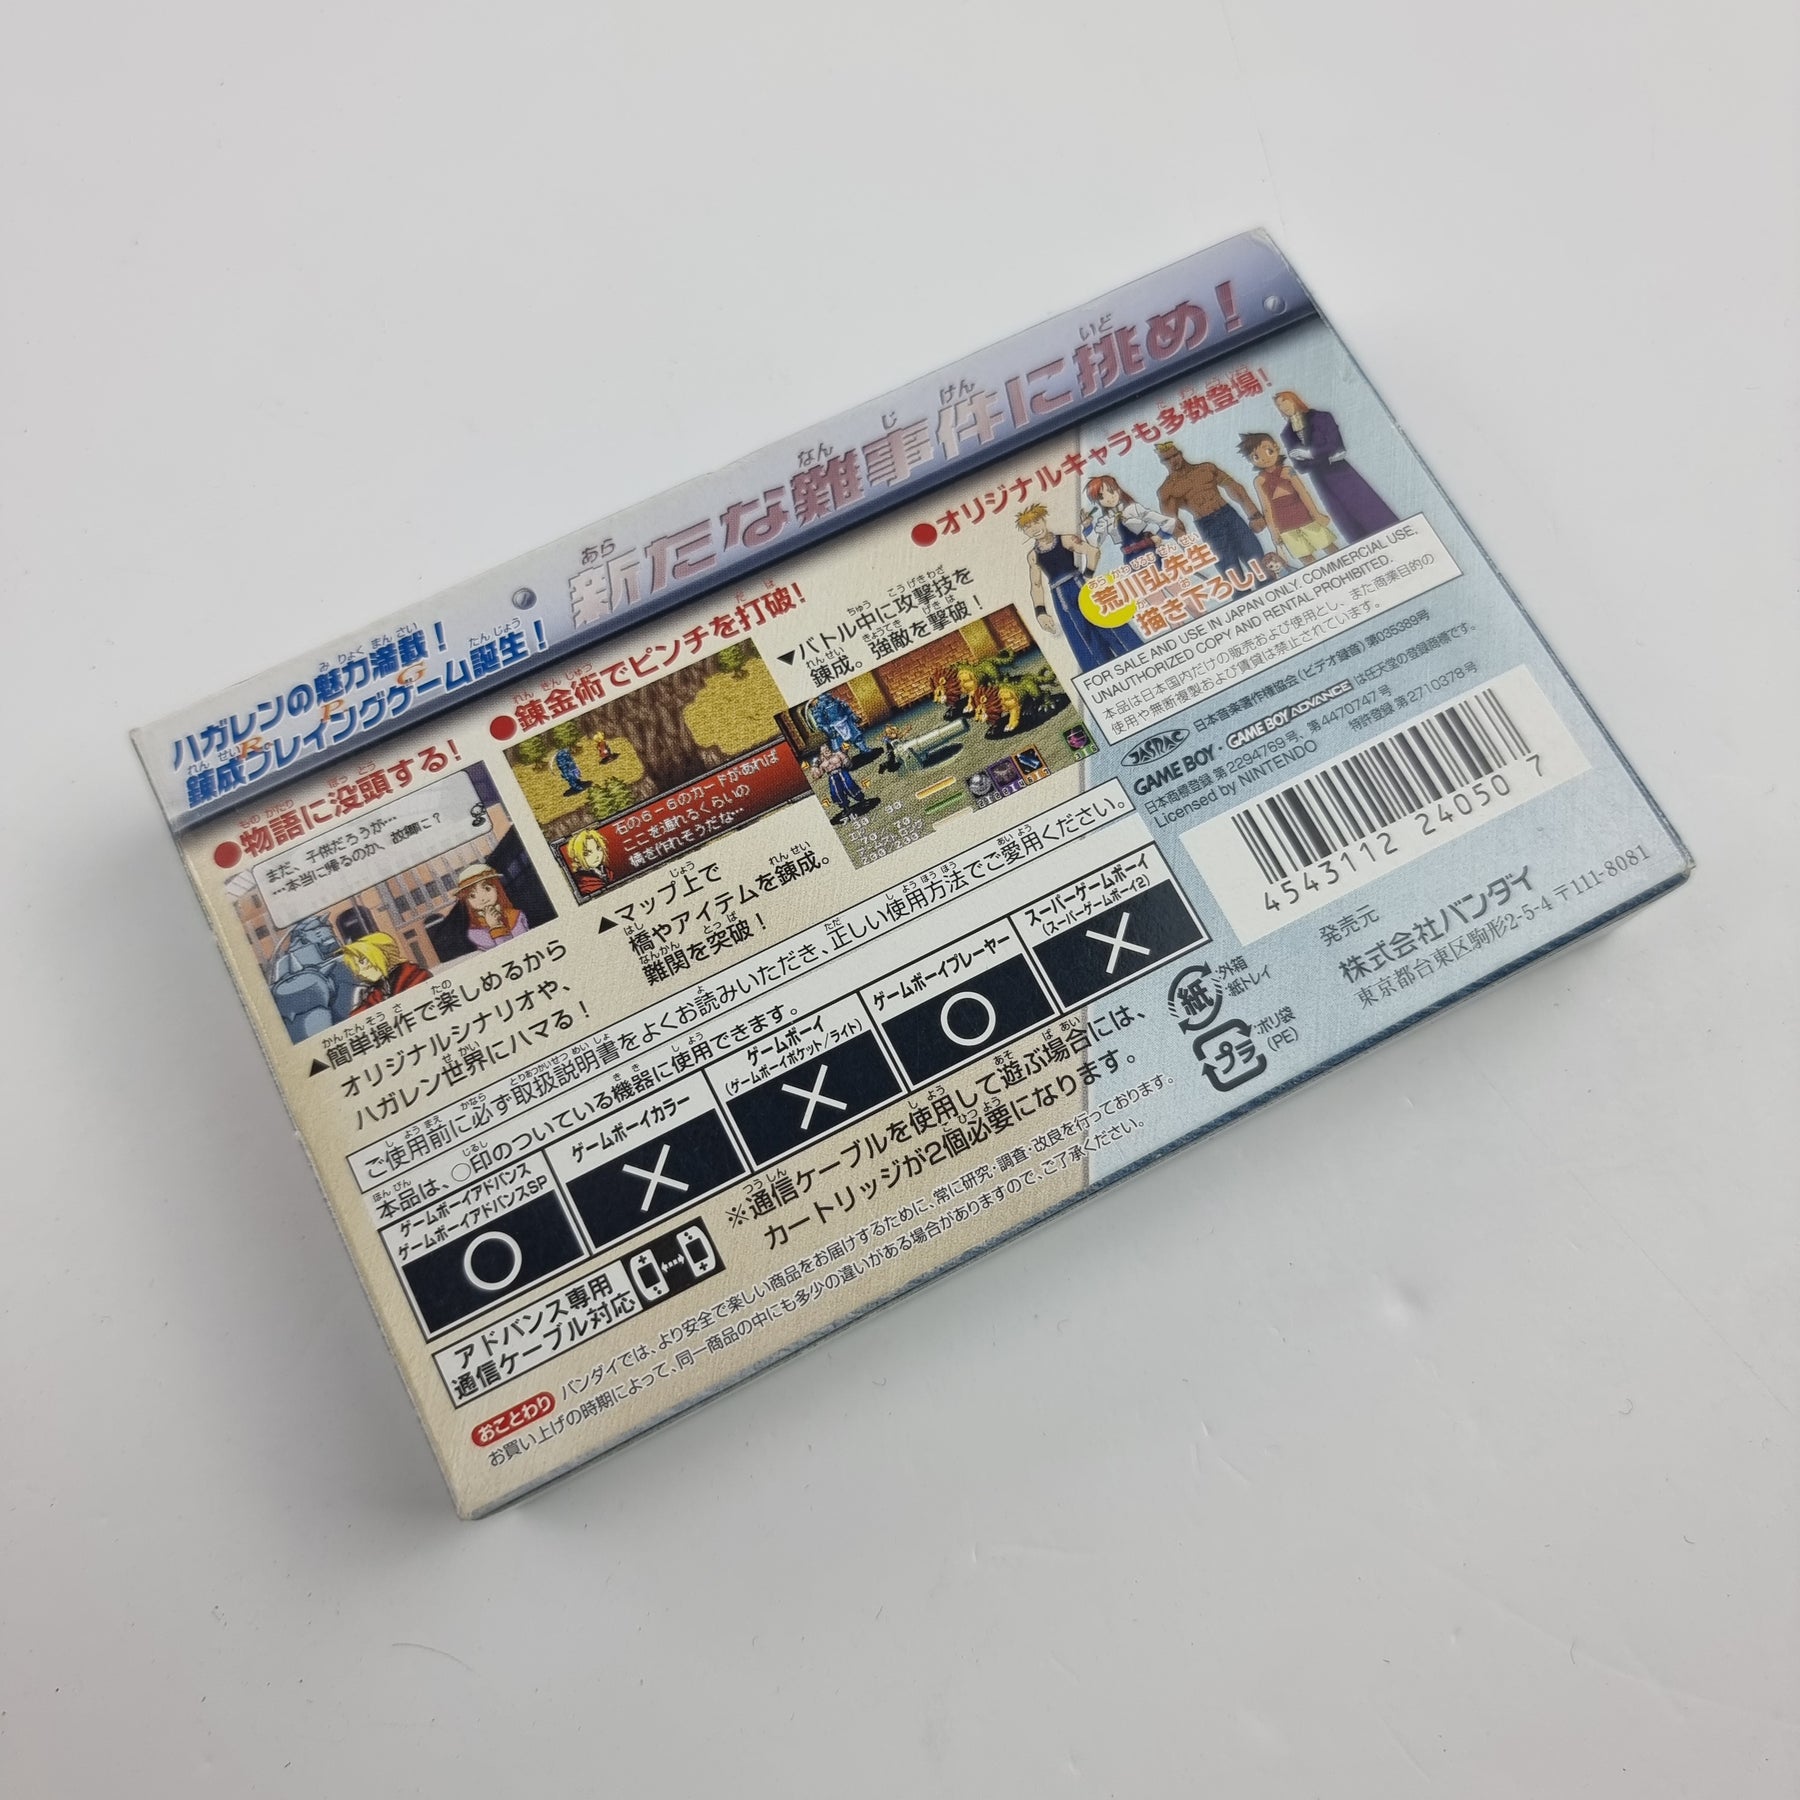 新たな難事件に挑め！
ハガレンの魅力満載！
錬成ロープレイングゲーム誕生！
●物語に没頭する！
まだ、子供だろうが…
…本当に帰るのか、故郷に？
▲簡単操作で楽しめるから
オリジナルシナリオや、
ハガレン世界にハマる！
●錬金術でピンチを打破！
石の6-6のカードがあれば
ここを渡れるくらいの
橋を作れそうだな…
▲マップ上で
橋やアイテムを錬成。
難関を突破！
▼バトル中に攻撃技を
錬成。強敵を撃破！
●オリジナルキャラも多数登場！
荒川弘先生
描き下ろし！
FOR SALE AND USE IN JAPAN ONLY. COMMERCIAL USE,
UNAUTHORIZED COPY AND RENTAL PROHIBITED.
本品は日本国内だけの販売および使用とし、また商業目的の
使用や無断複製および賃貸は禁止されています。
JASRAC 日本音楽著作権協会(ビデオ録音)第035389号
GAME BOY・GAME BOY ADVANCE は任天堂の登録商標です。
日本商標登録 第2294769号、第4470747号 特許登録 第2710378号
Licensed by NINTENDO
4543112 240507
発売元
株式会社バンダイ
東京都台東区駒形2-5-4 〒111-8081
ご使用前に必ず取扱説明書をよくお読みいただき、正しい使用方法でご愛用ください。
本品は、○印のついている機器に使用できます。
ゲームボーイアドバンス
ゲームボーイアドバンスSP
○
ゲームボーイカラー
×
ゲームボーイ
(ゲームボーイポケット/ライト)
×
ゲームボーイプレーヤー
○
スーパーゲームボーイ
(スーパーゲームボーイ2)
×
紙
:外箱
・紙トレイ
プラ
:ポリ袋
(PE)
アドバンス専用
通信ケーブル対応
※通信ケーブルを使用して遊ぶ場合には、
カートリッジが2個必要になります。
おことわり バンダイでは、より安全で楽しい商品をお届けするために、常に研究・調査・改良を行っております。
お買い上げの時期によって、同一商品の中にも多少の違いがある場合がありますので、ご了承ください。